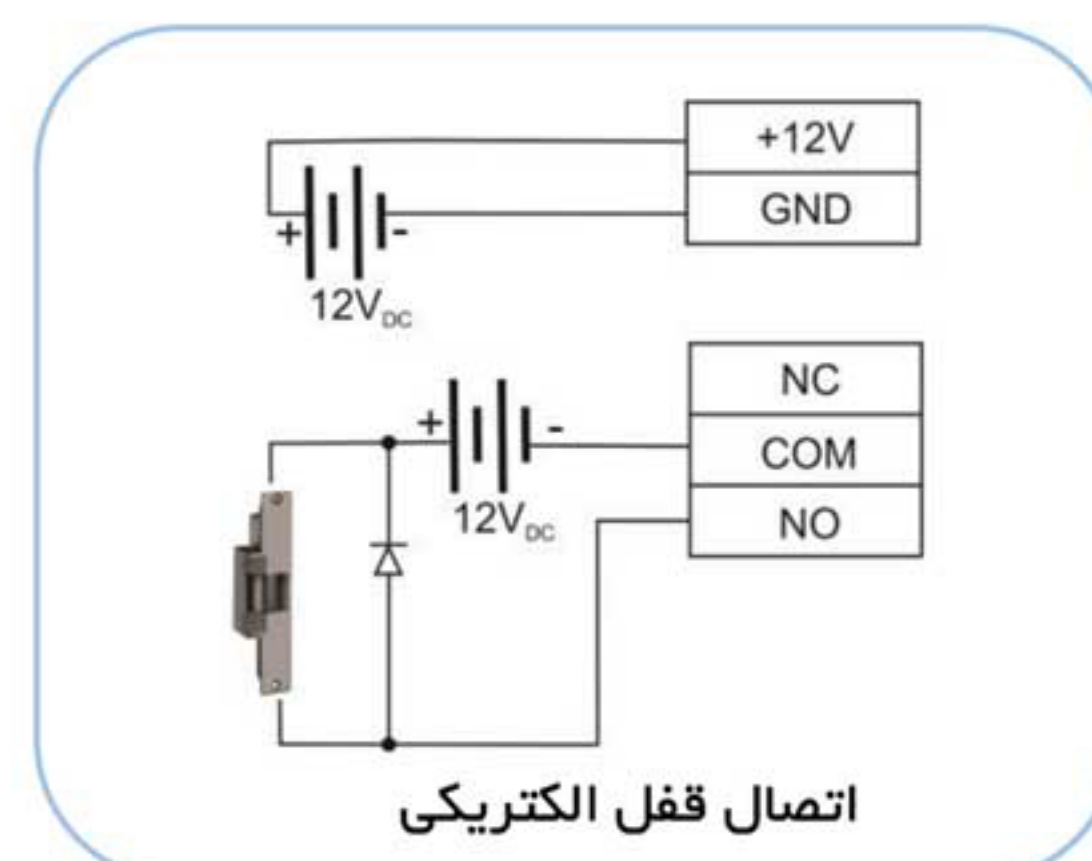 +12V
GND
+ -
12VDC
NC
+ -
COM
12VDC
NO
اتصال قفل الکتریکی